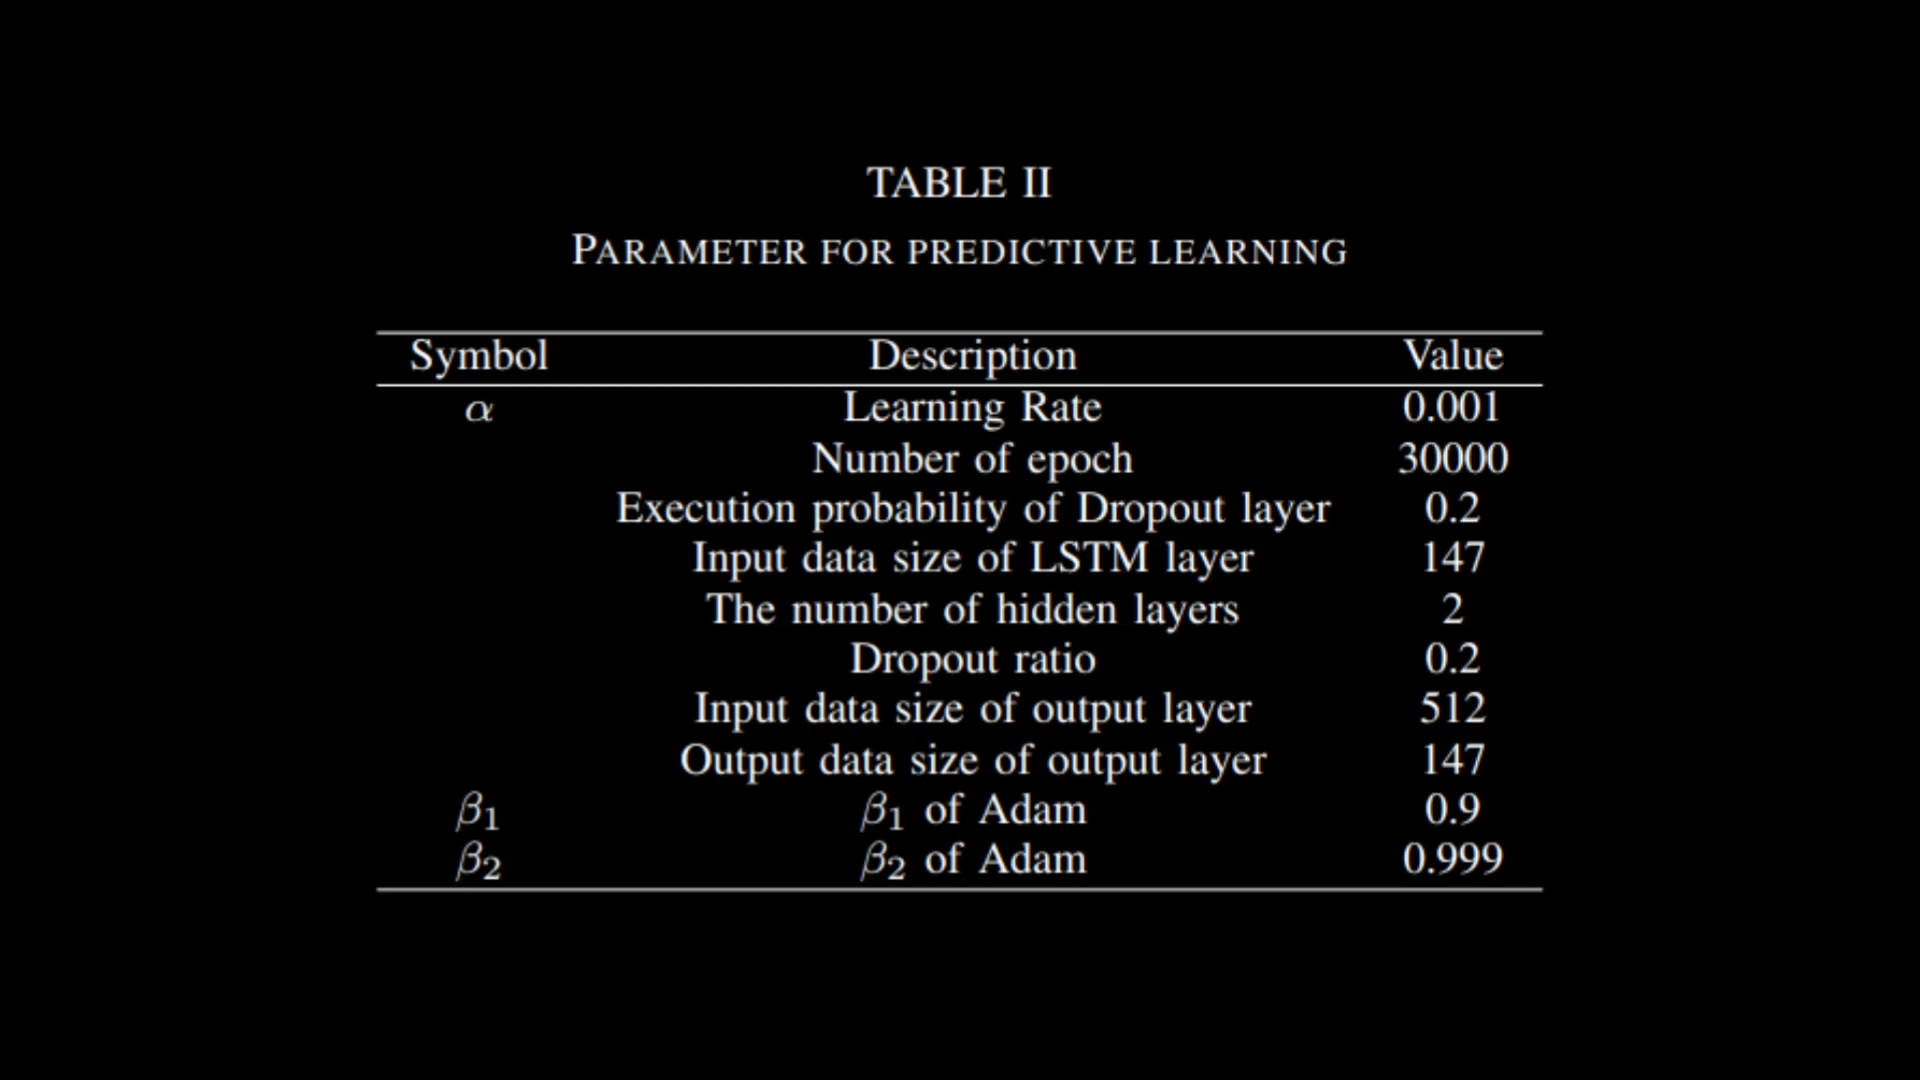 TABLE II
PARAMETER FOR PREDICTIVE LEARNING
Symbol Description Value
α Learning Rate 0.001
Number of epoch 30000
Execution probability of Dropout layer 0.2
Input data size of LSTM layer 147
The number of hidden layers 2
Dropout ratio 0.2
Input data size of output layer 512
Output data size of output layer 147
β1 β1 of Adam 0.9
β2 β2 of Adam 0.999